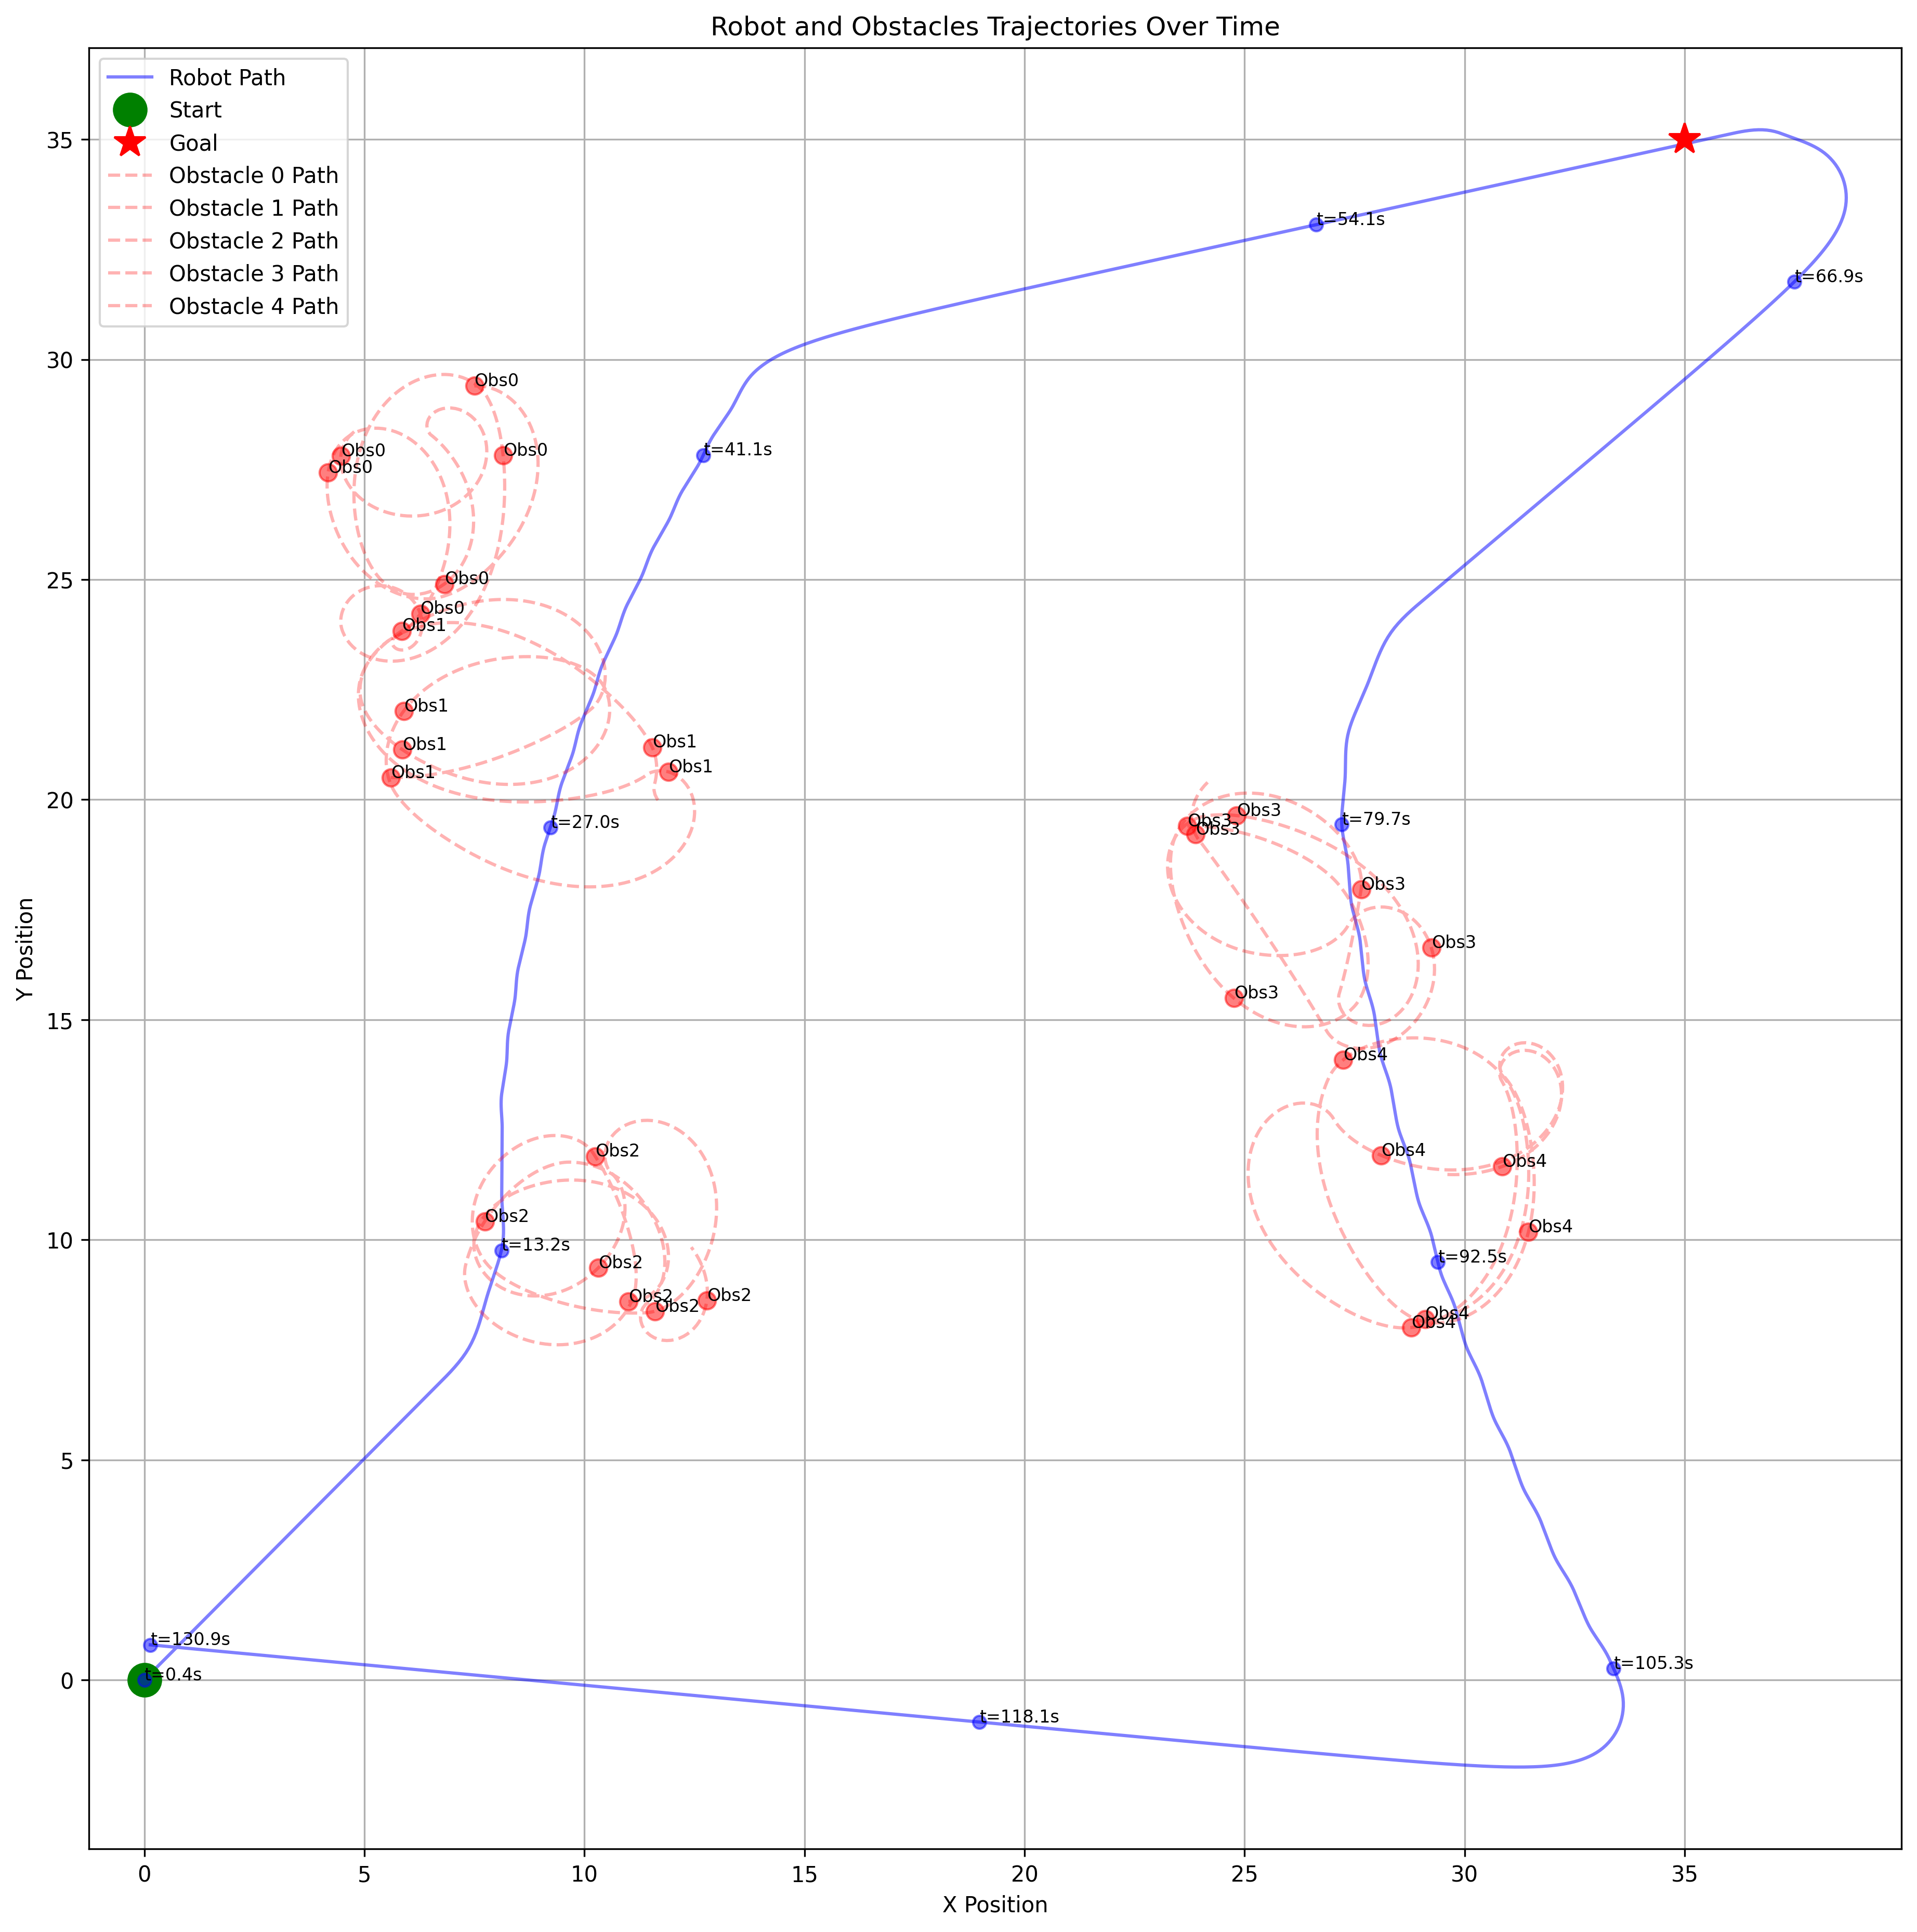 Robot and Obstacles Trajectories Over Time
Robot Path
Start
Goal
Obstacle 0 Path
Obstacle 1 Path
Obstacle 2 Path
Obstacle 3 Path
Obstacle 4 Path
35
30
25
20
15
10
5
0
Y Position
t=54.1s
t=66.9s
Obs0
t=41.1s
Obs0
Obs0
Obs0
Obs0
Obs0
Obs1
Obs1
Obs1
Obs1
Obs1
Obs1
t=27.0s
t=79.7s
Obs3
Obs3
Obs3
Obs3
Obs3
Obs3
Obs4
Obs4
Obs4
Obs4
Obs4
Obs4
Obs2
Obs2
t=13.2s
Obs2
Obs2
Obs2
Obs2
t=92.5s
t=130.9s
t=0.4s
t=105.3s
t=118.1s
0
5
10
15
20
25
30
35
X Position